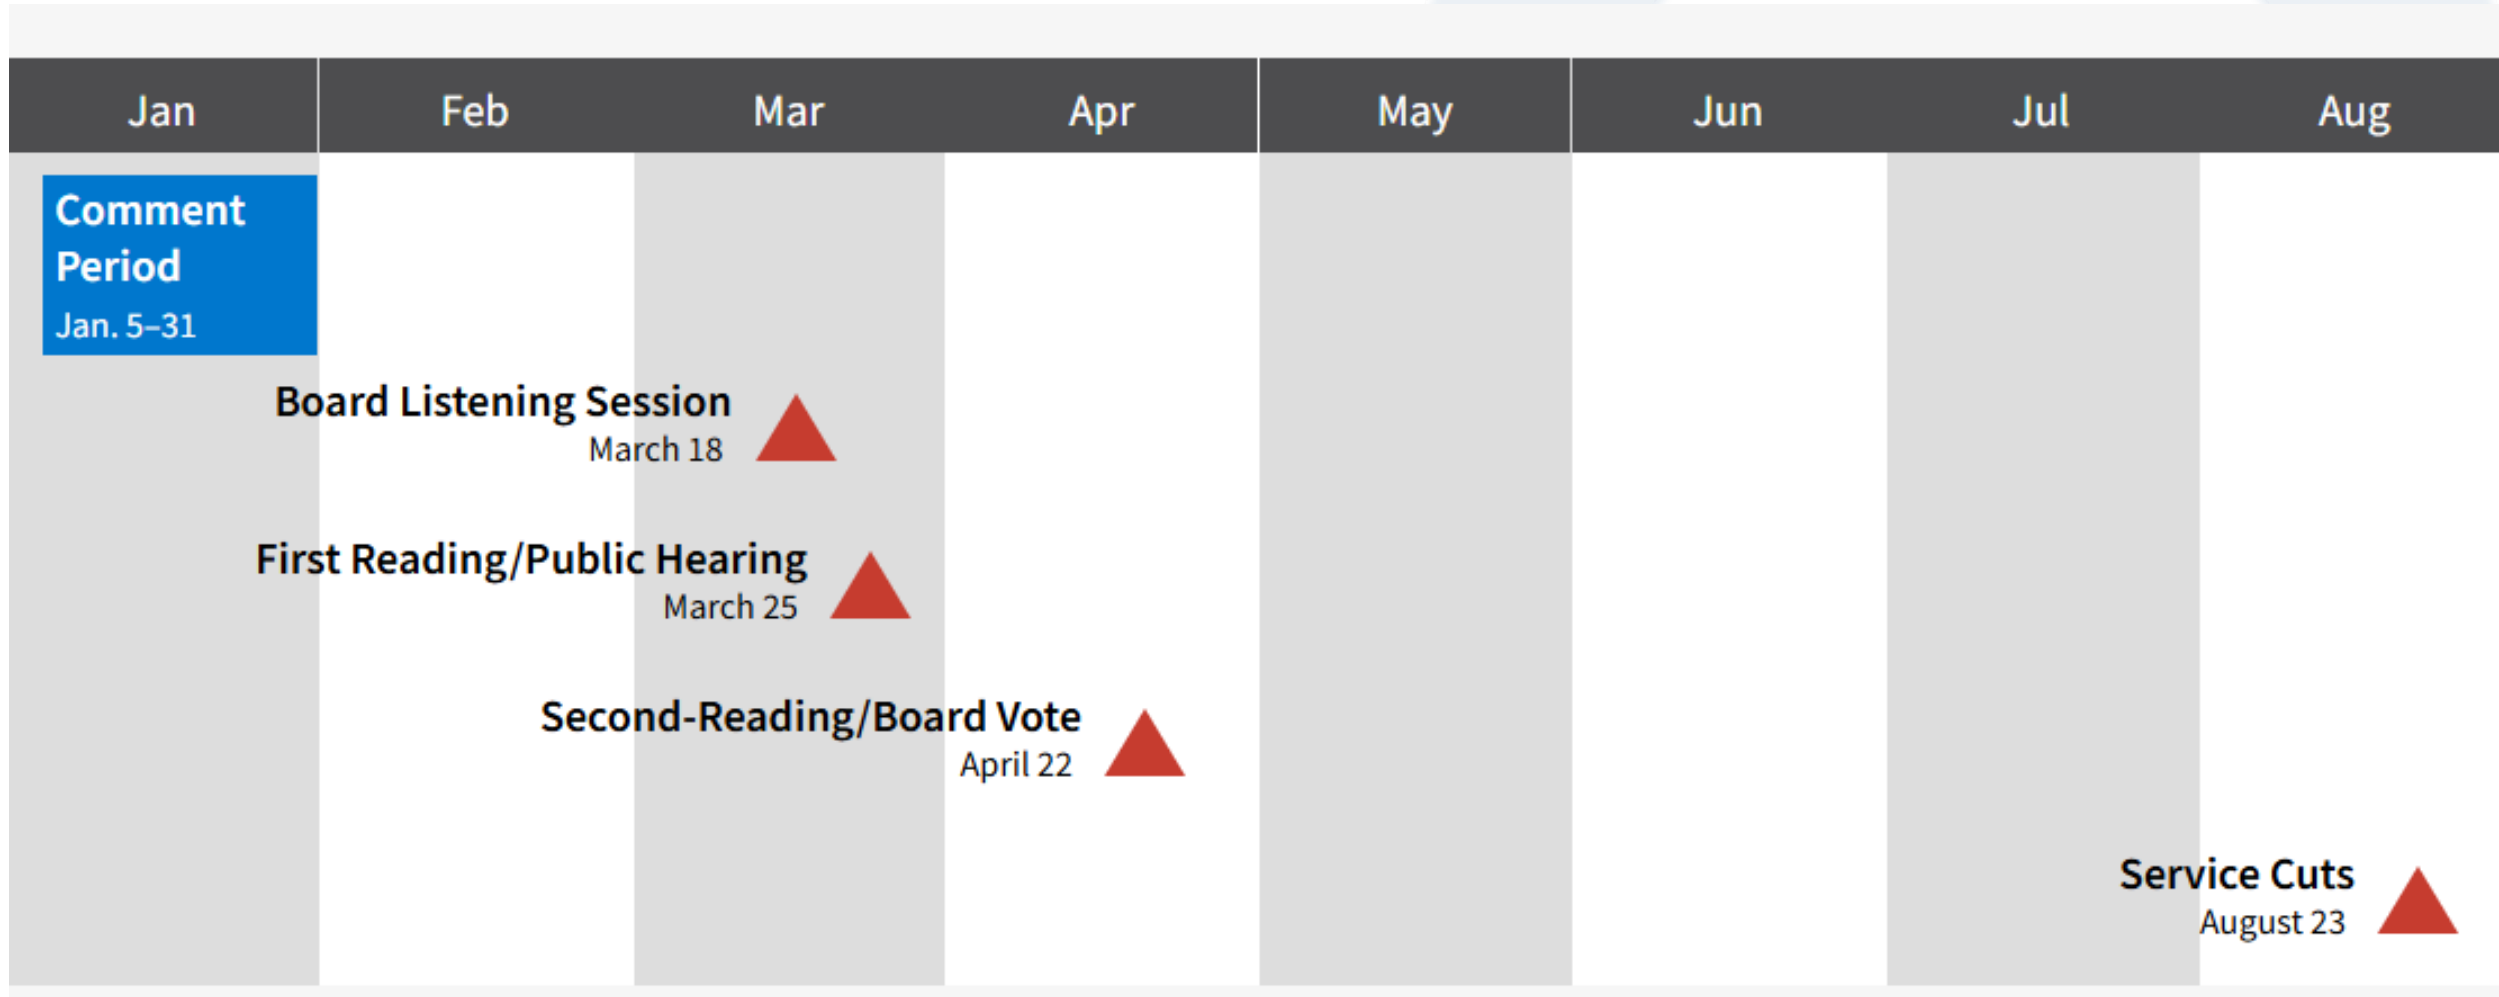 Jan Feb Mar Apr May Jun Jul Aug
Comment
Period
Jan. 5–31
Board Listening Session
March 18
First Reading/Public Hearing
March 25
Second-Reading/Board Vote
April 22
Service Cuts
August 23